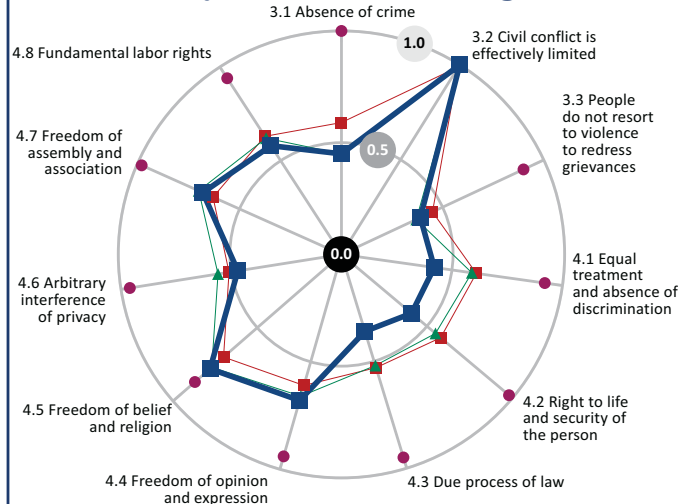 3.1 Absence of crime
1.0
3.2 Civil conflict is
effectively limited
4.8 Fundamental labor rights
3.3 People
do not resort
to violence
to redress
grievances
4.7 Freedom of
assembly and
association
0.5
0.0
4.1 Equal
treatment
and absence of
discrimination
4.6 Arbitrary
interference
of privacy
4.2 Right to life
and security of
the person
4.5 Freedom of belief
and religion
4.4 Freedom of opinion
and expression
4.3 Due process of law